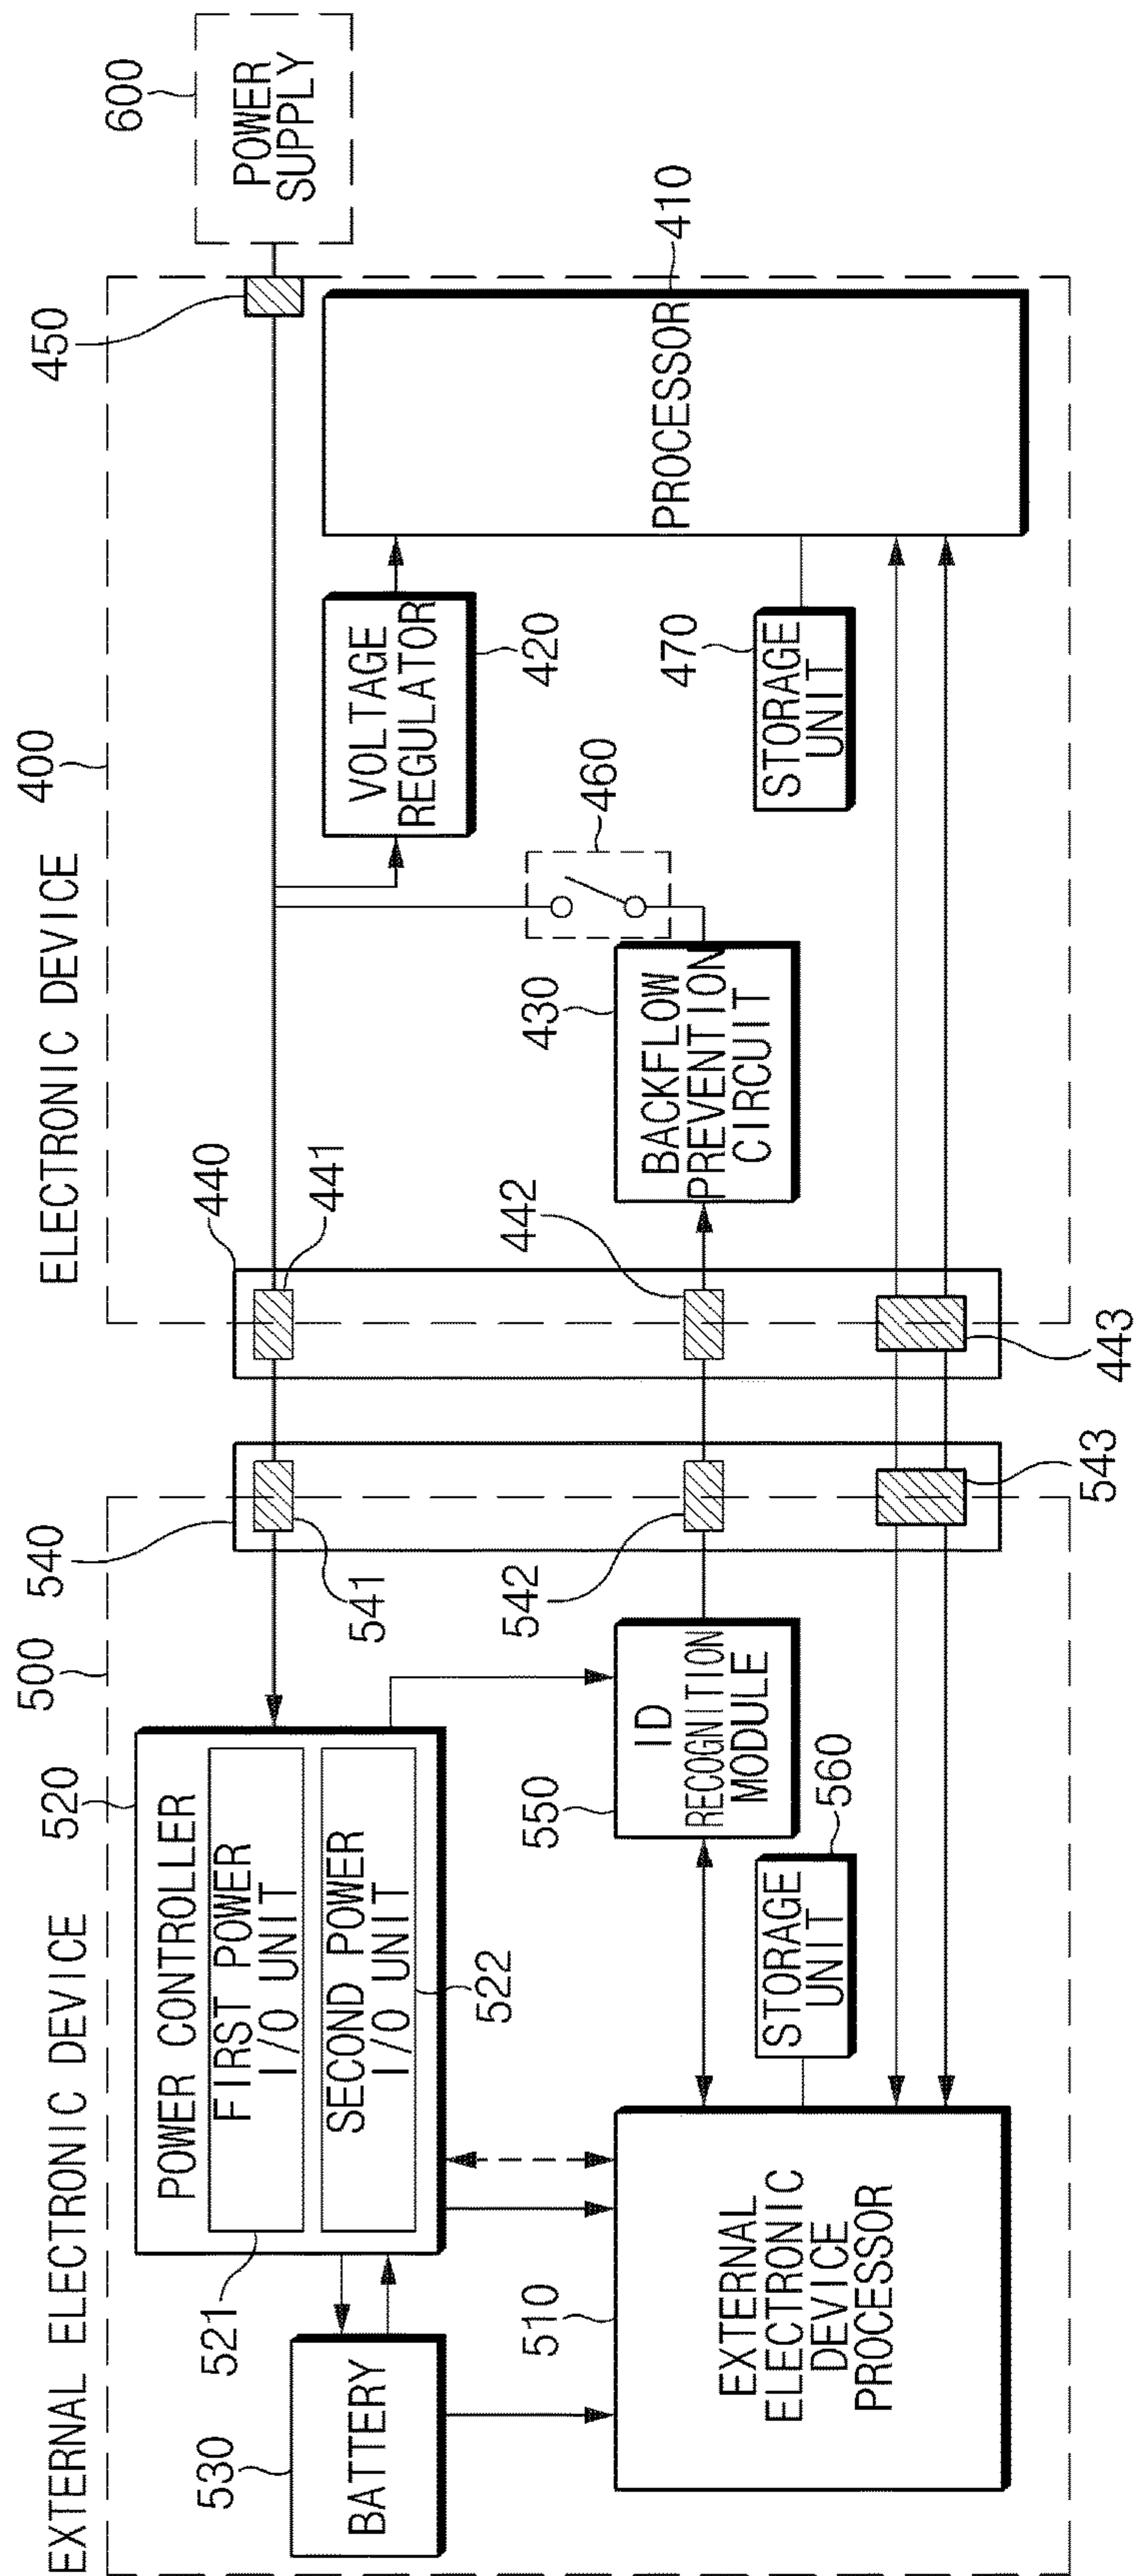 EXTERNAL ELECTRONIC DEVICE
500
520
POWER CONTROLLER
FIRST POWER
I/O UNIT
SECOND POWER
I/O UNIT
521
522
530
BATTERY
510
EXTERNAL
ELECTRONIC
DEVICE
PROCESSOR
550
ID
RECOGNITION
MODULE
560
STORAGE
UNIT
540
541
542
543
ELECTRONIC DEVICE
400
440
441
442
443
430
BACKFLOW
PREVENTION
CIRCUIT
460
VOLTAGE
REGULATOR
420
470
STORAGE
UNIT
PROCESSOR
410
450
600
POWER
SUPPLY